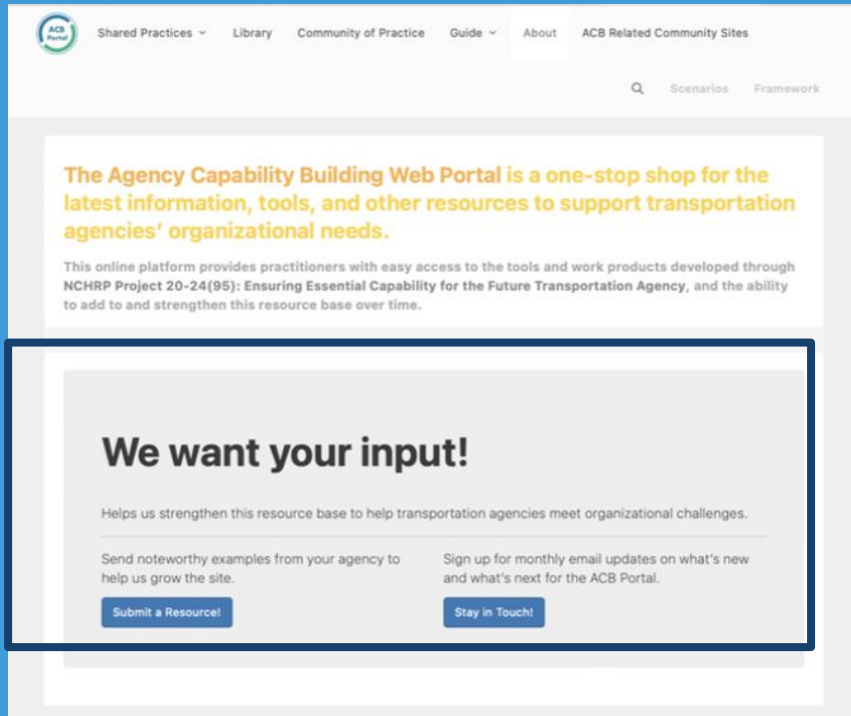 ACB
Portal
Shared Practices
Library
Community of Practice
Guide
About
ACB Related Community Sites
Scenarios
Framework
The Agency Capability Building Web Portal is a one-stop shop for the
latest information, tools, and other resources to support transportation
agencies' organizational needs.
This online platform provides practitioners with easy access to the tools and work products developed through
NCHRP Project 20-24(95): Ensuring Essential Capability for the Future Transportation Agency, and the ability
to add to and strengthen this resource base over time.
We want your input!
Helps us strengthen this resource base to help transportation agencies meet organizational challenges.
Send noteworthy examples from your agency to
help us grow the site.
Submit a Resource!
Sign up for monthly email updates on what's new
and what's next for the ACB Portal.
Stay in Touch!